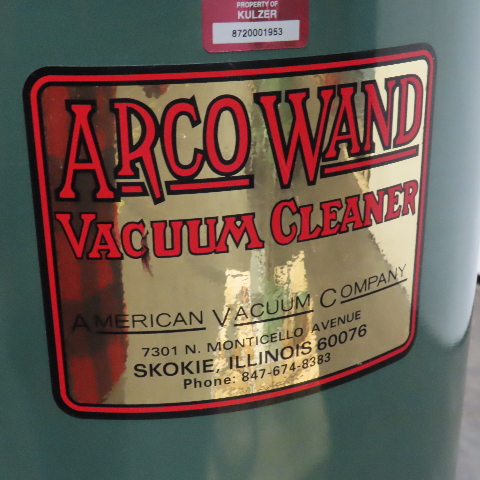 PROPERTY OF
KULZER
8720001953
ARCO WAND
VACUUM CLEANER
AMERICAN VACUUM COMPANY
7301 N. MONTICELLO AVENUE
SKOKIE, ILLINOIS 60076
Phone: 847-674-8383